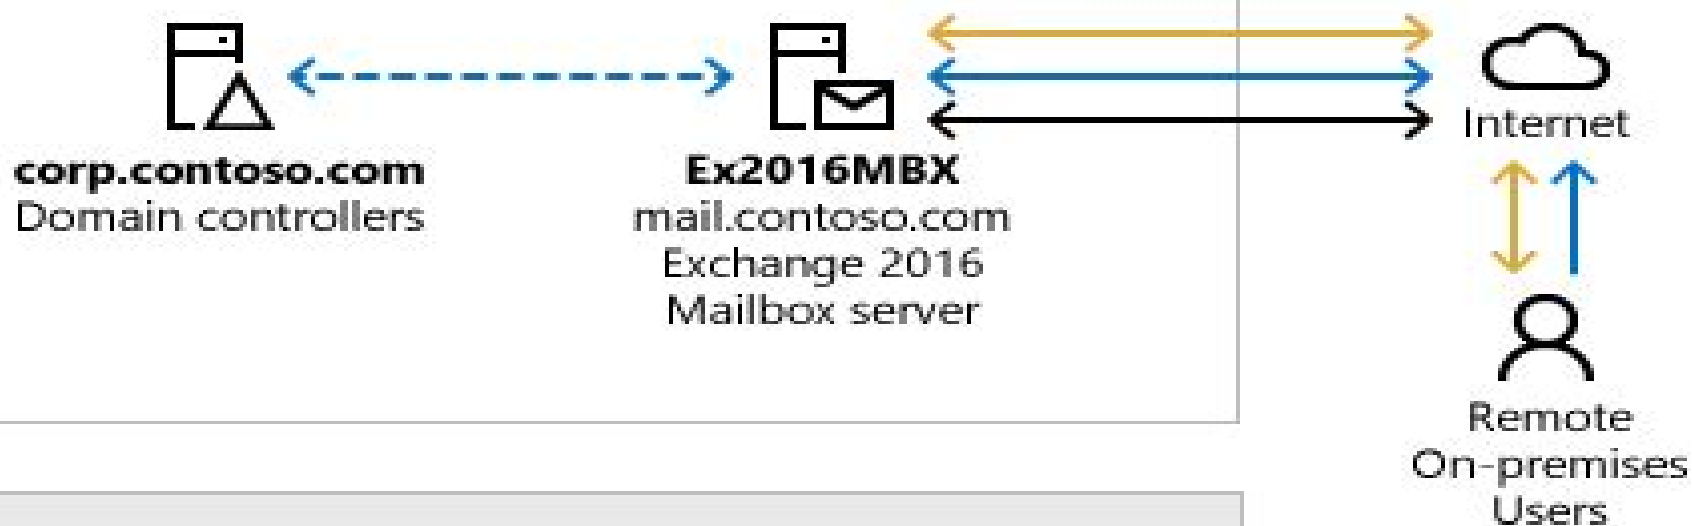 corp.contoso.com
Domain controllers
Ex2016MBX
mail.contoso.com
Exchange 2016
Mailbox server
Internet
Remote
On-premises
Users